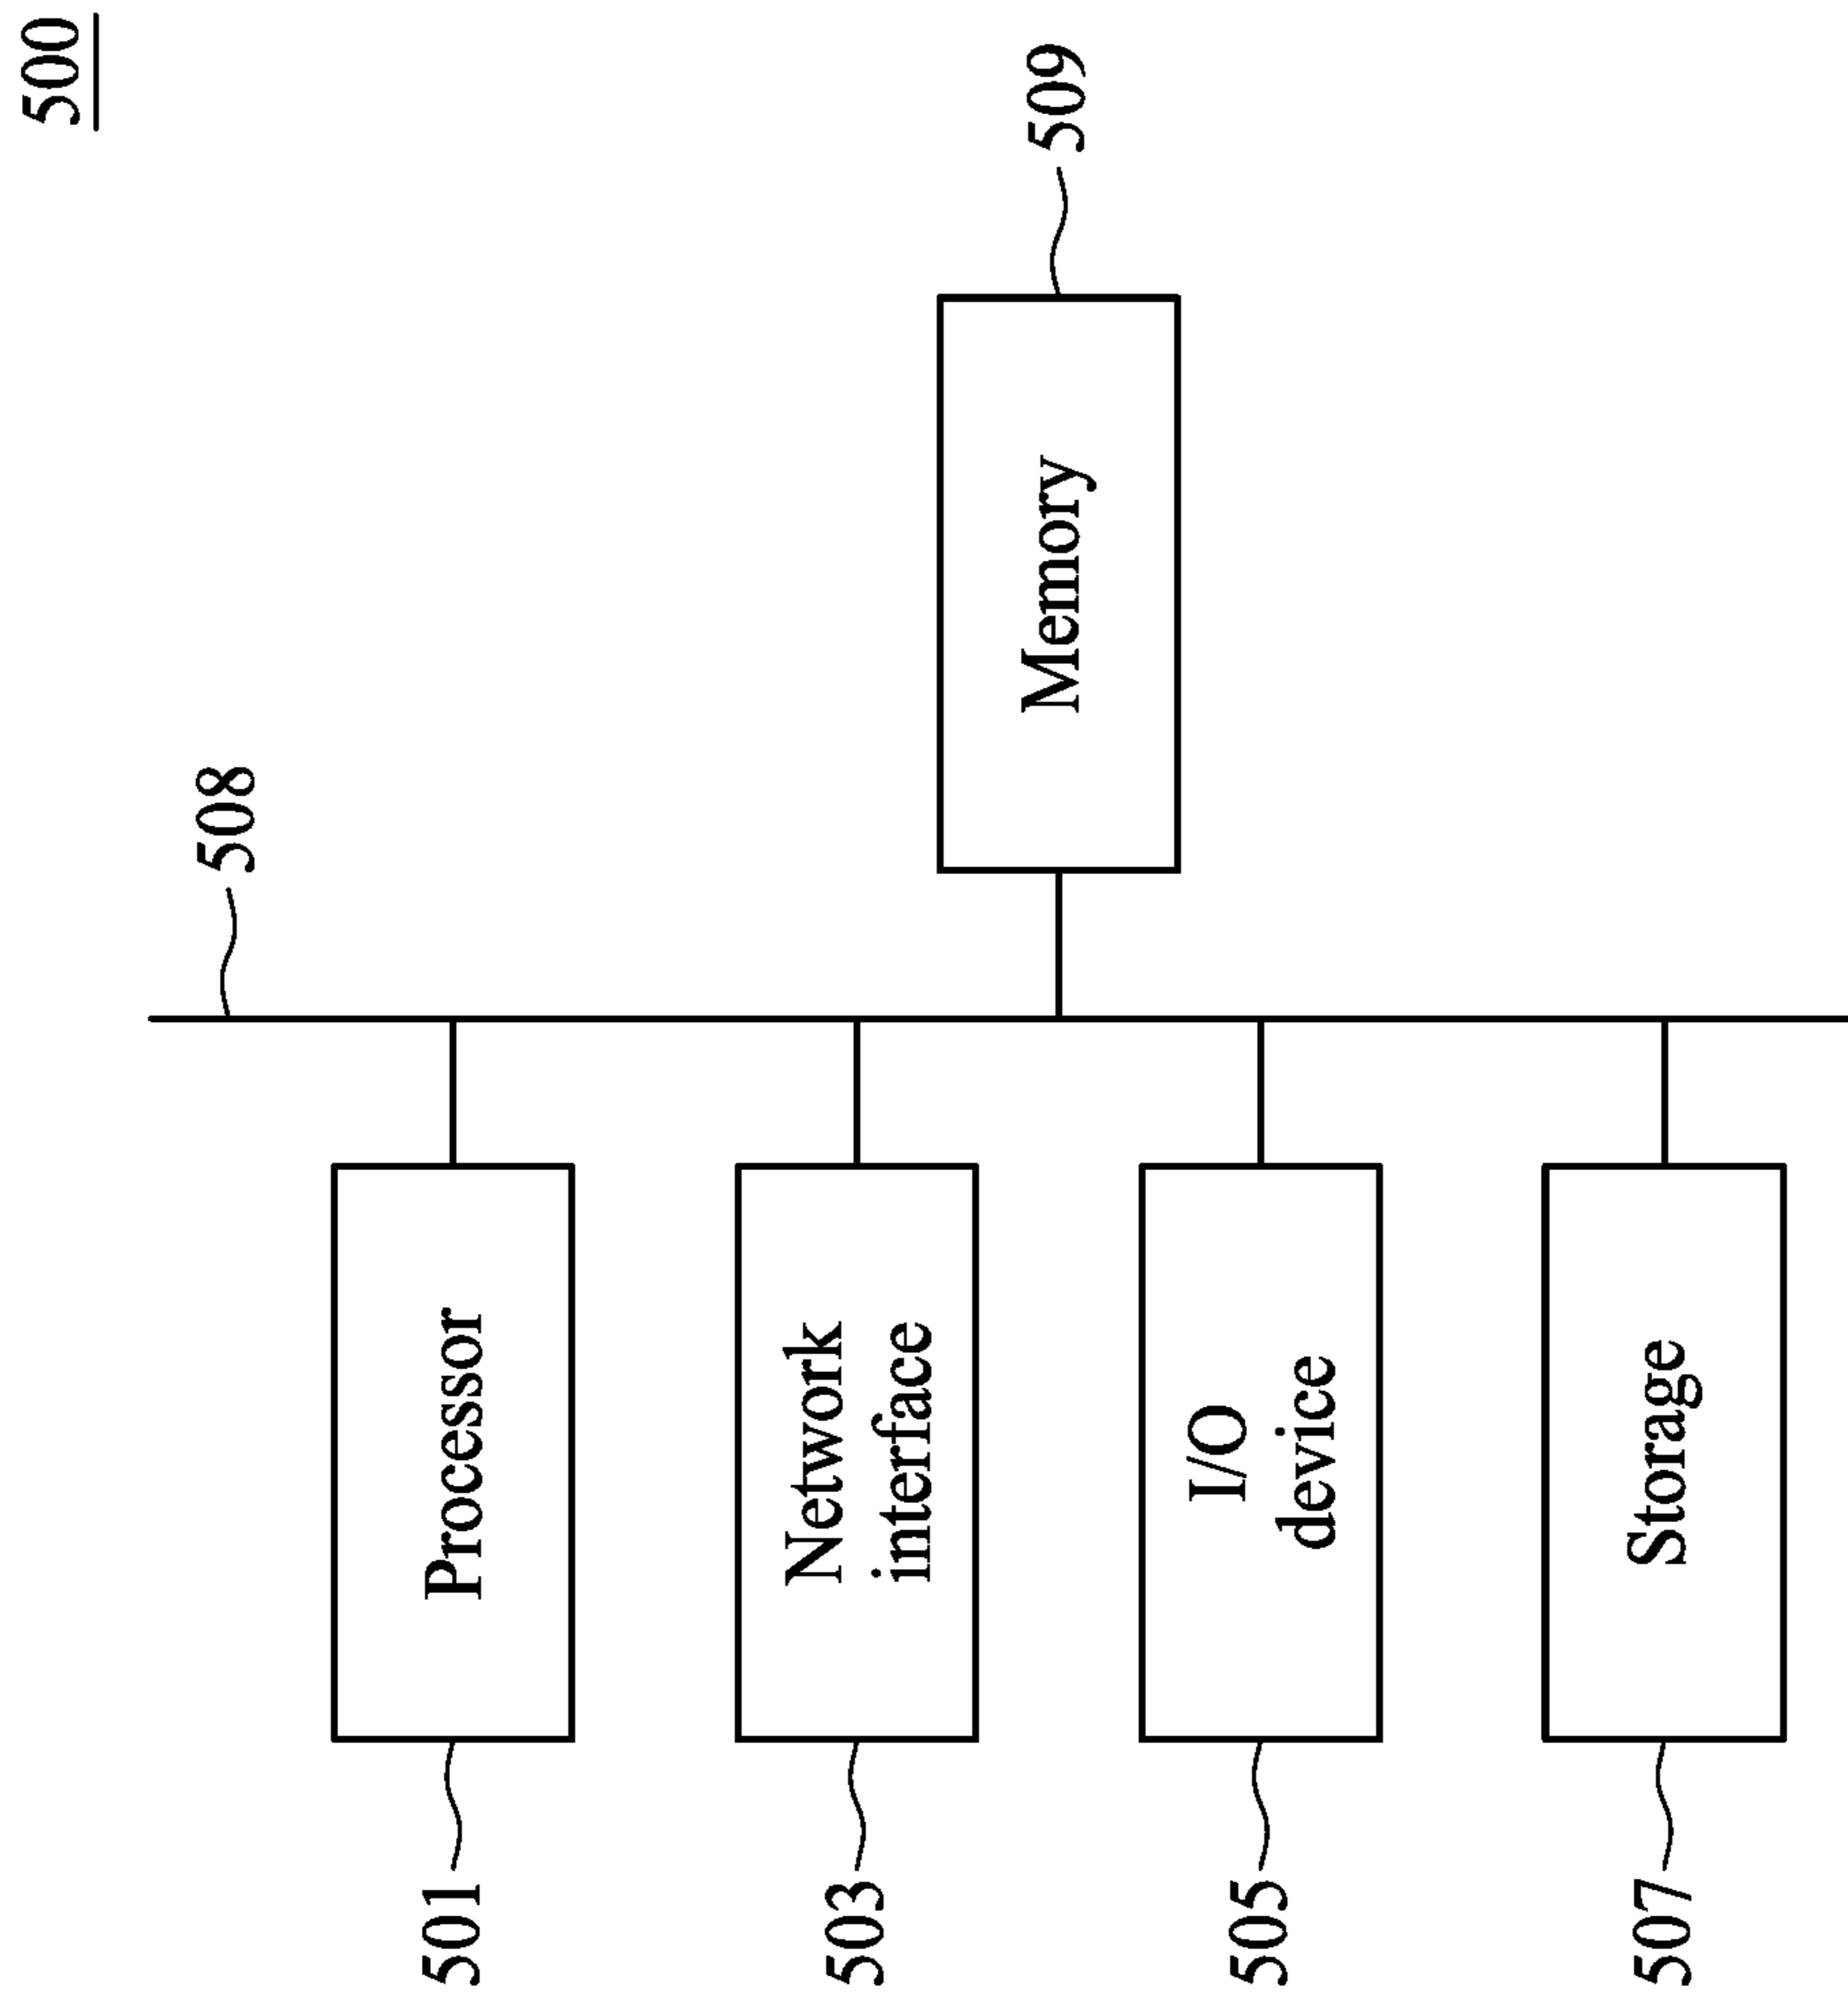 500
508
501
Processor
503
Network
interface
Memory
509
505
I/O
device
507
Storage